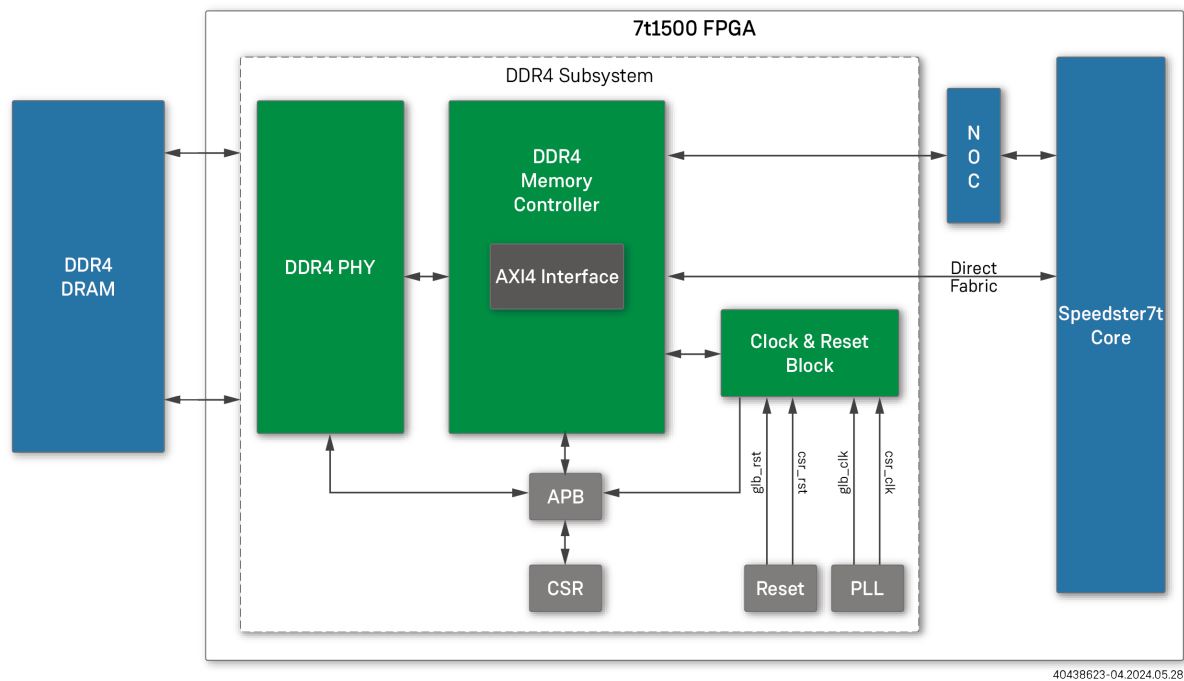 7t1500 FPGA
DDR4 Subsystem
DDR4
DRAM
DDR4 PHY
DDR4
Memory
Controller
AXI4 Interface
N
O
C
Direct
Fabric
Speedster7t
Core
Clock & Reset
Block
glb_rst
csr_rst
glb_clk
csr_clk
APB
CSR
Reset
PLL
40438623-04.2024.05.28